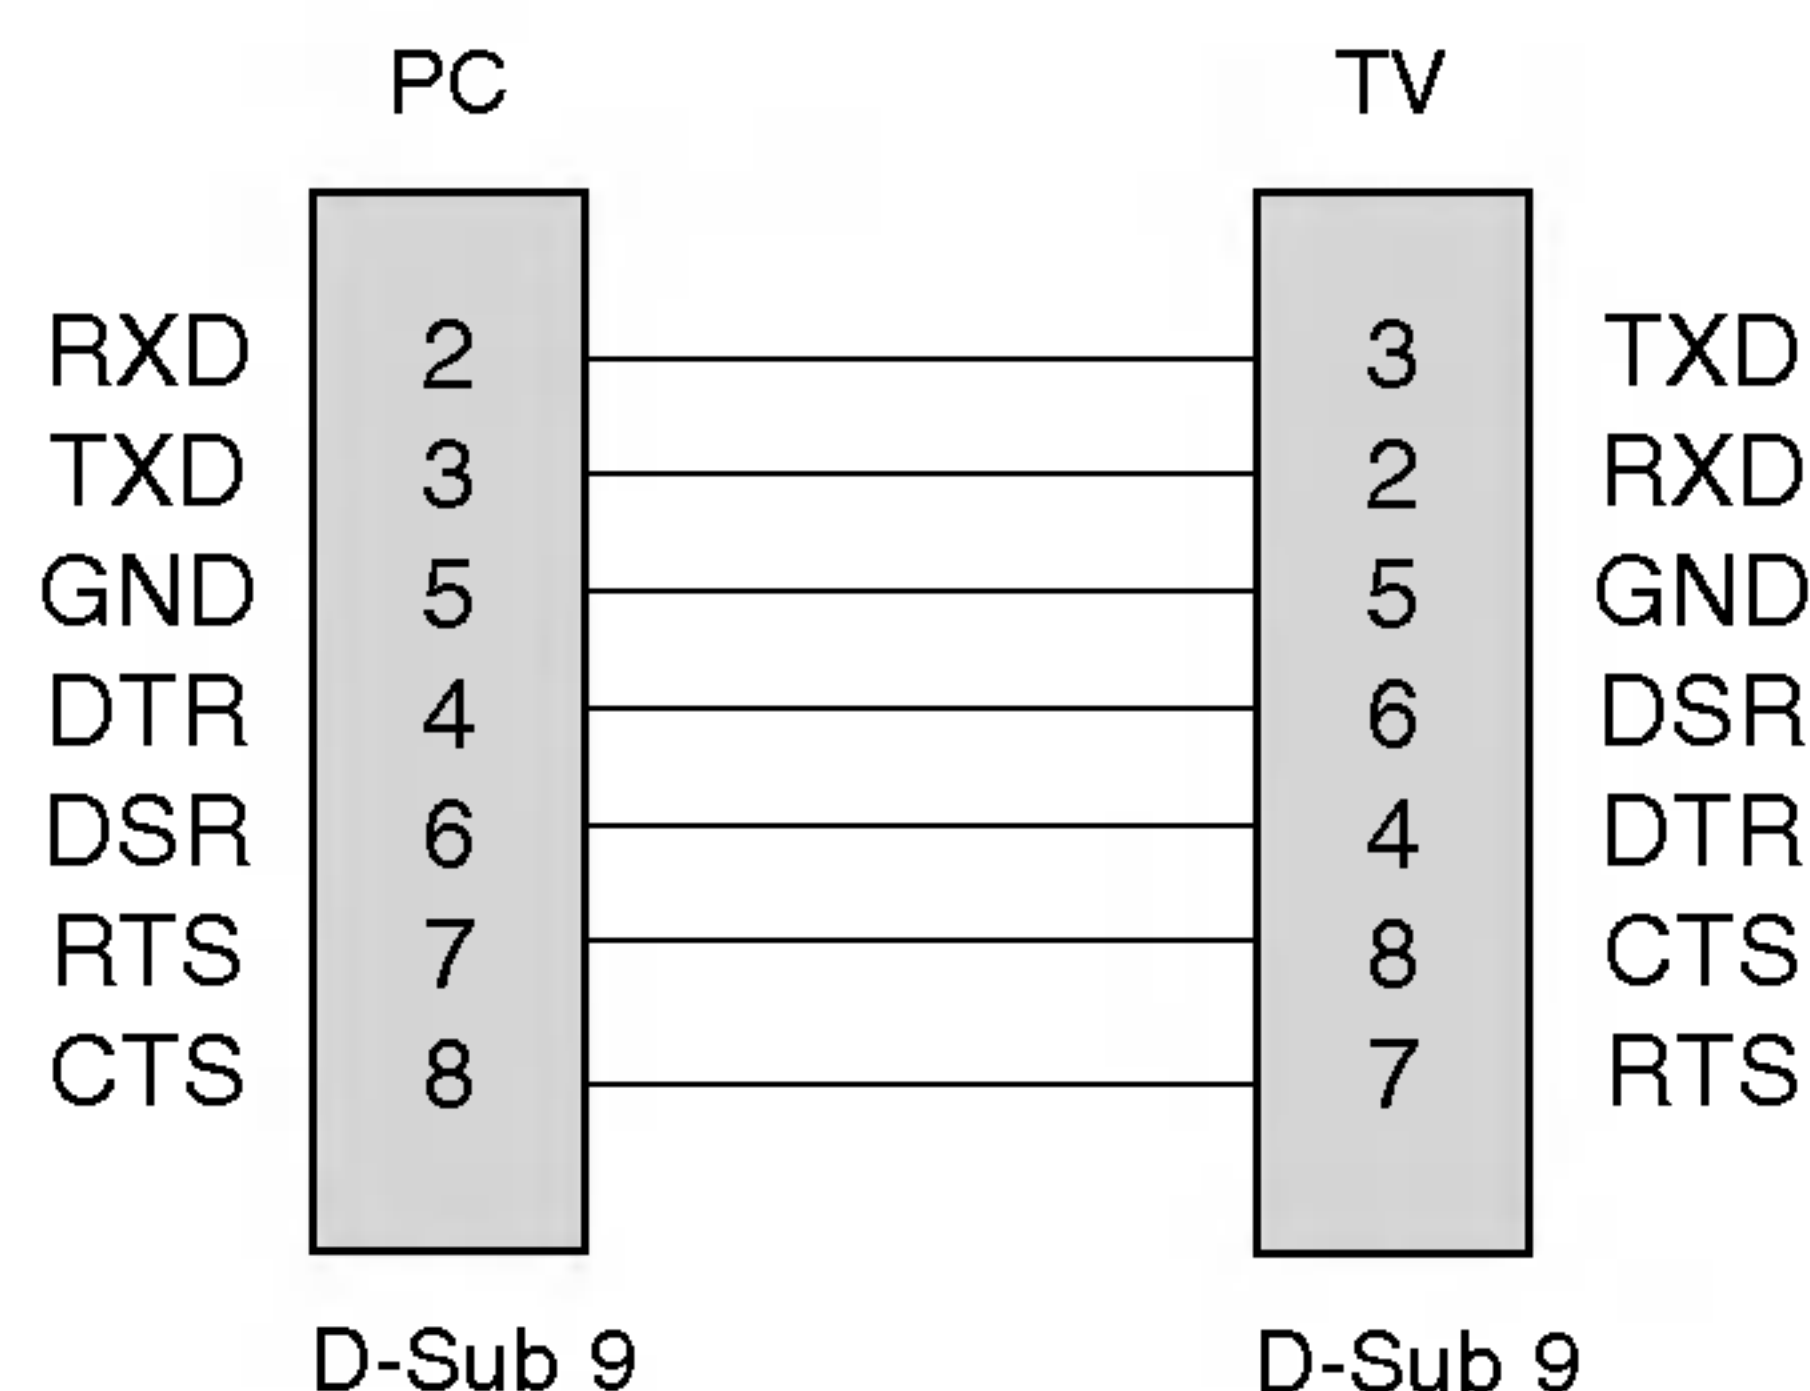 PC TV
RXD 2 3 TXD
TXD 3 2 RXD
GND 5 5 GND
DTR 4 6 DSR
DSR 6 4 DTR
RTS 7 8 CTS
CTS 8 7 RTS
D-Sub 9 D-Sub 9